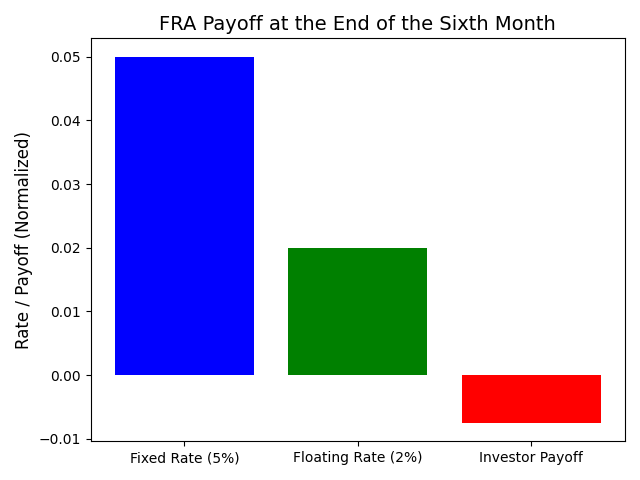 FRA Payoff at the End of the Sixth Month
Rate / Payoff (Normalized)
0.05
0.04
0.03
0.02
0.01
0.00
−0.01
Fixed Rate (5%)
Floating Rate (2%)
Investor Payoff